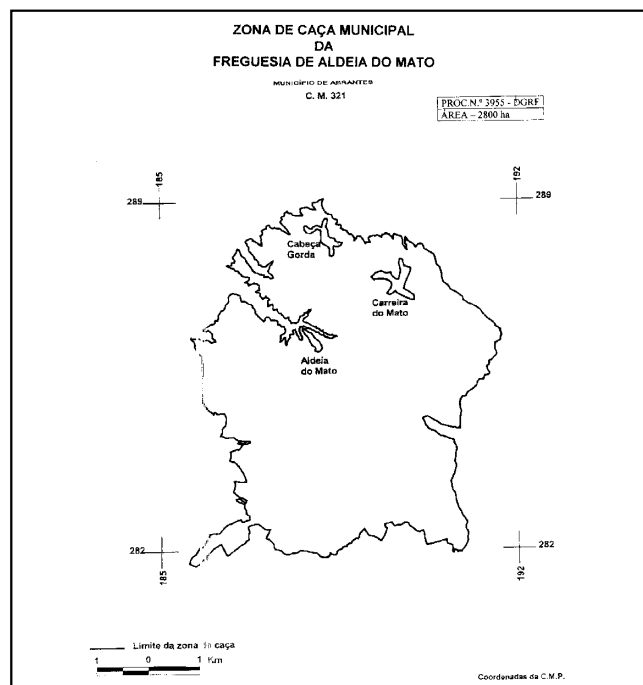 ZONA DE CAÇA MUNICIPAL
DA
FREGUESIA DE ALDEIA DO MATO
MUNICÍPIO DE ABRANTES
C. M. 321
PROC.N.º 3955 - DGRF
ÁREA – 2800 ha
185
192
289
289
Cabeça
Gorda
Carreira
do Mato
Aldeia
do Mato
282
282
185
192
Limite da zona de caça
1 0 1 Km
Coordenadas da C.M.P.